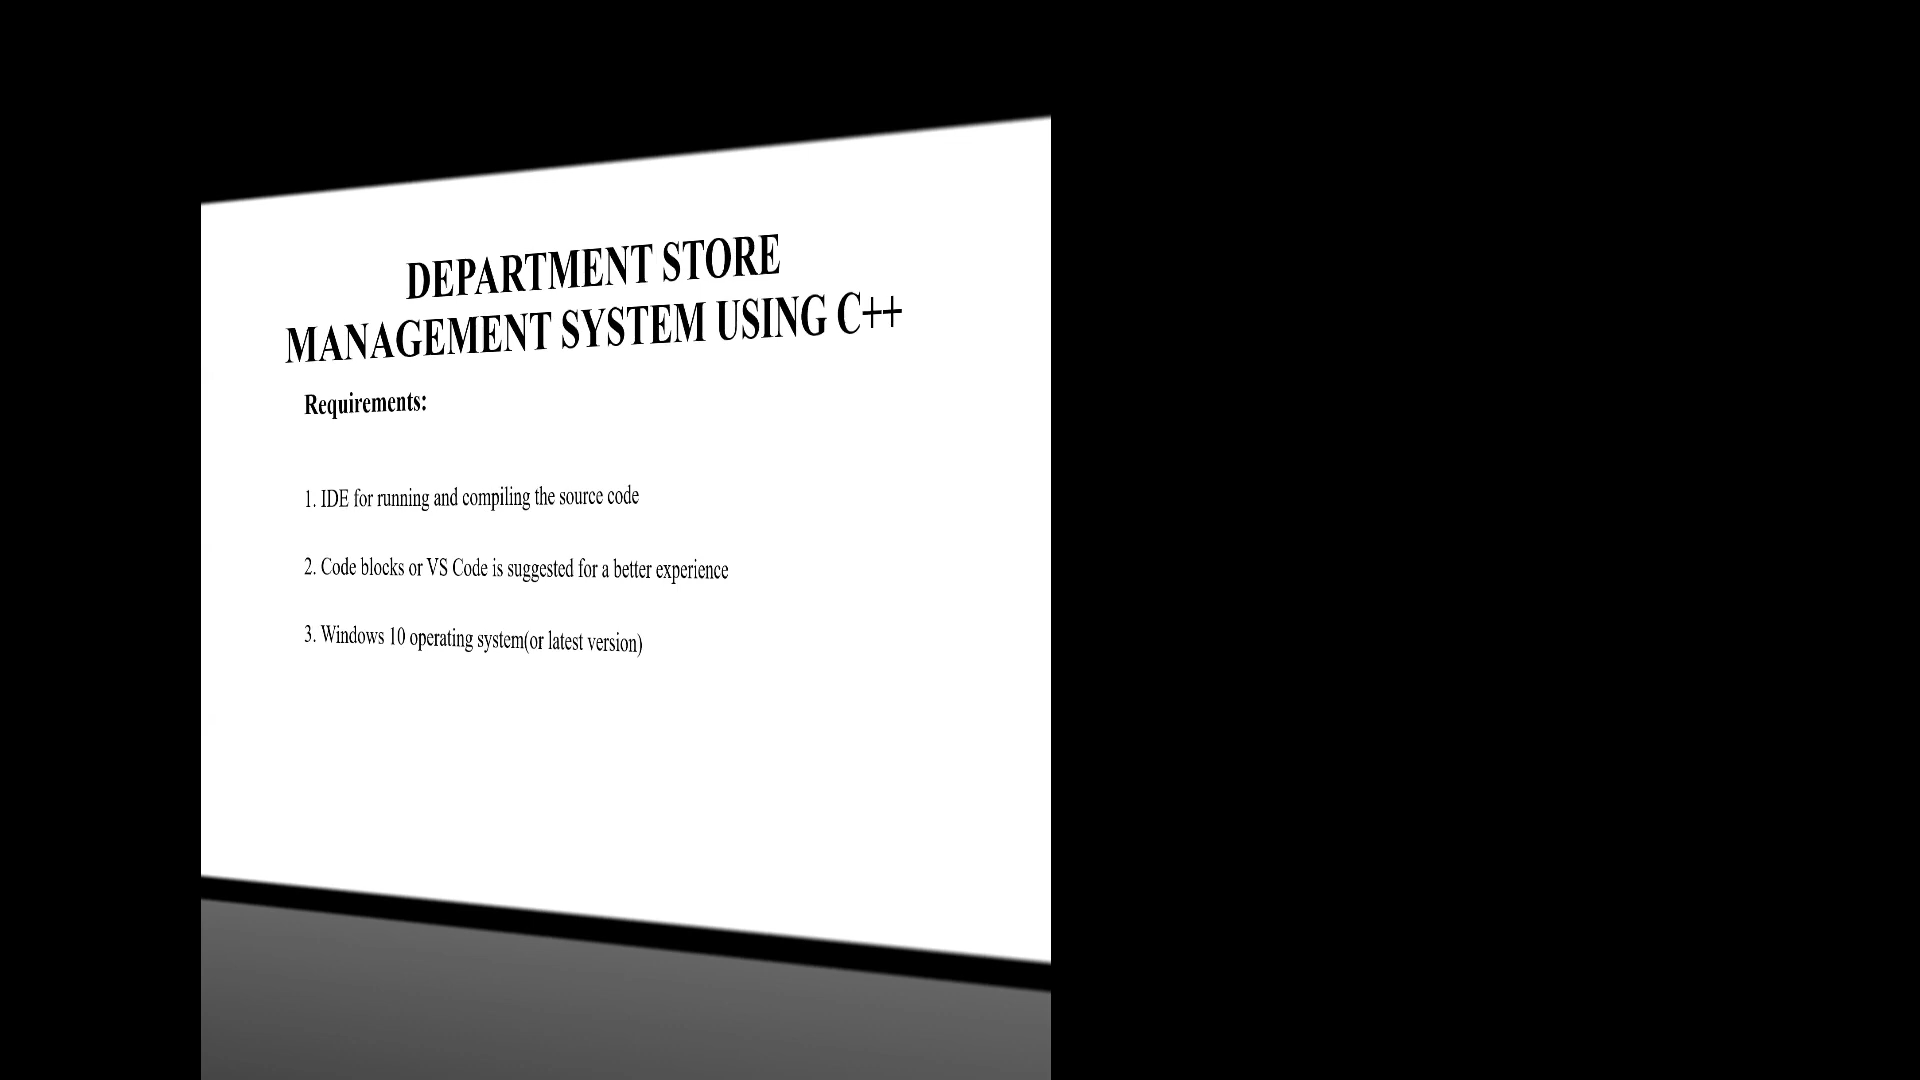 DEPARTMENT STORE
MANAGEMENT SYSTEM USING C++
Requirements:
1. IDE for running and compiling the source code
2. Code blocks or VS Code is suggested for a better experience
3. Windows 10 operating system(or latest version)